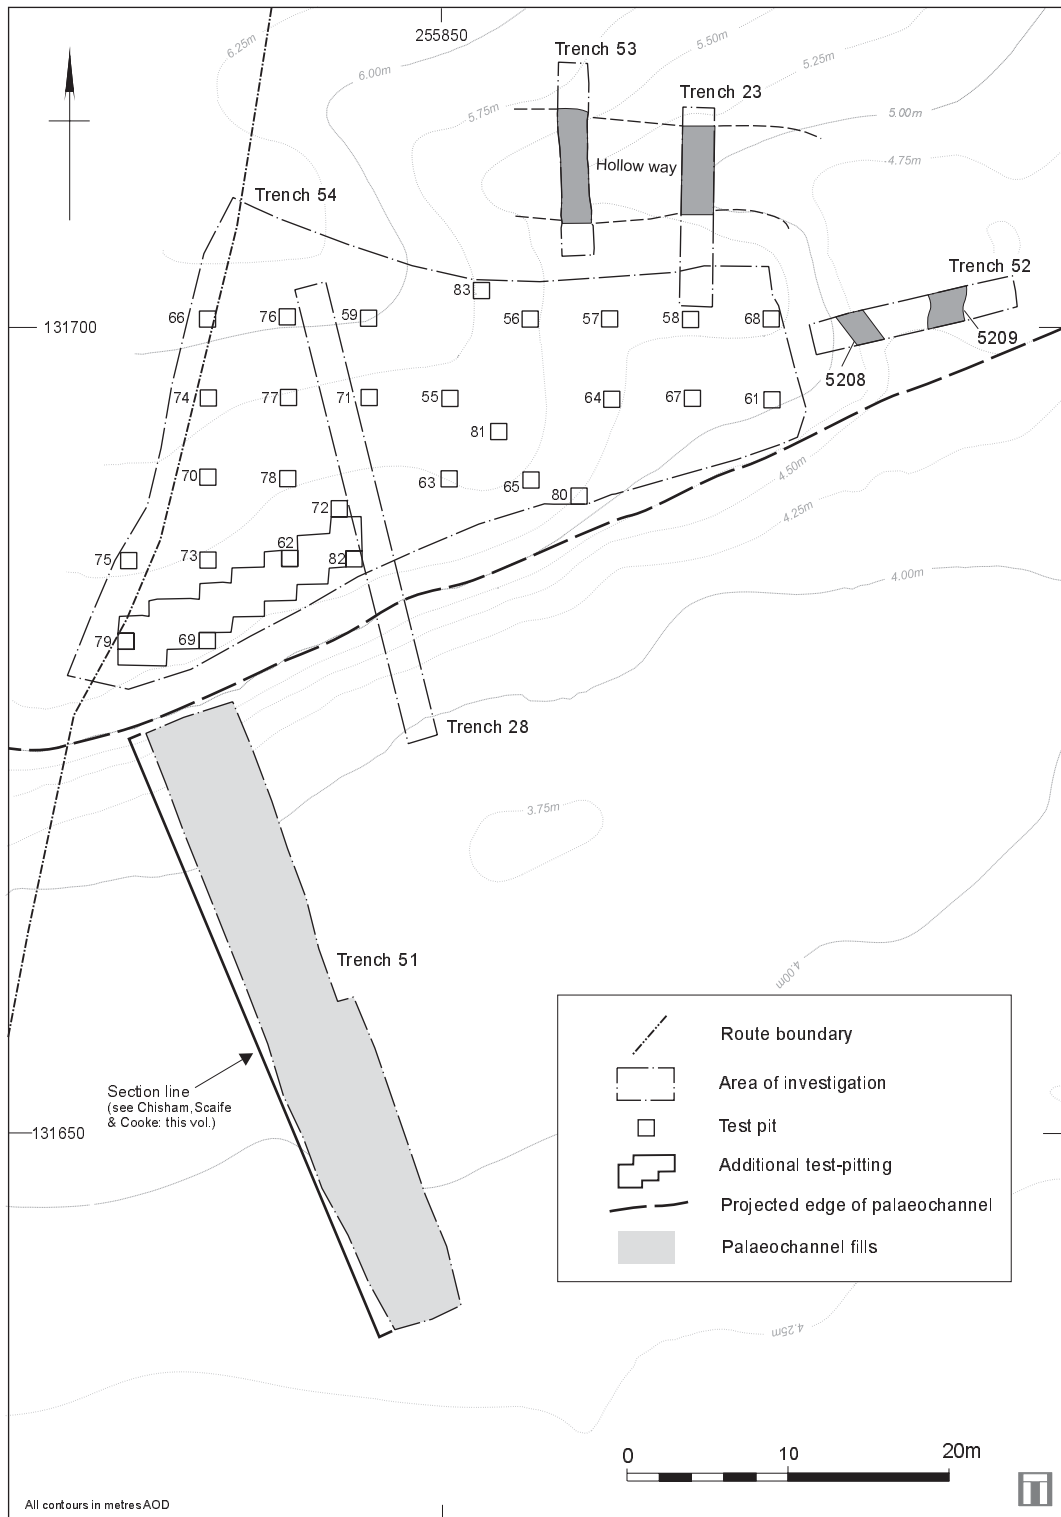 255850
6.25m
6.00m
5.75m
5.50m
5.25m
5.00m
4.75m
Trench 53
Trench 23
Hollow way
Trench 54
Trench 52
5209
5208
131700
83
66
76
59
56
57
58
68
74
77
71
55
64
67
61
81
70
78
63
65
80
72
75
73
62
82
79
69
4.50m
4.25m
4.00m
Trench 28
3.75m
Trench 51
4.00m
Section line
(see Chisham, Scaife
& Cooke: this vol.)
131650
Route boundary
Area of investigation
Test pit
Additional test-pitting
Projected edge of palaeochannel
Palaeochannel fills
4.25m
0
10
20m
All contours in metres AOD